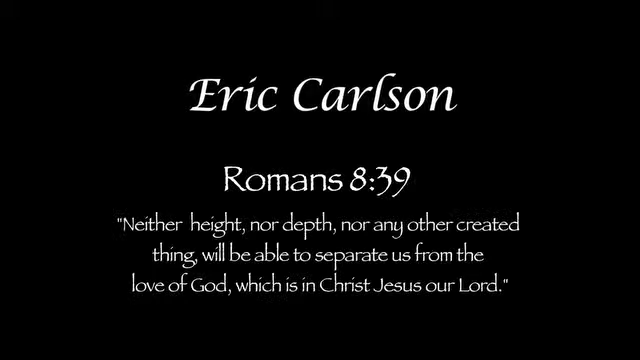 Eric Carlson
Romans 8:39
"Neither height, nor depth, nor any other created
thing, will be able to separate us from the
love of God, which is in Christ Jesus our Lord."